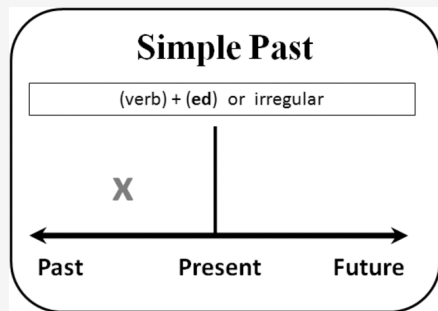 Simple Past
(verb) + (ed) or irregular
X
Past Present Future